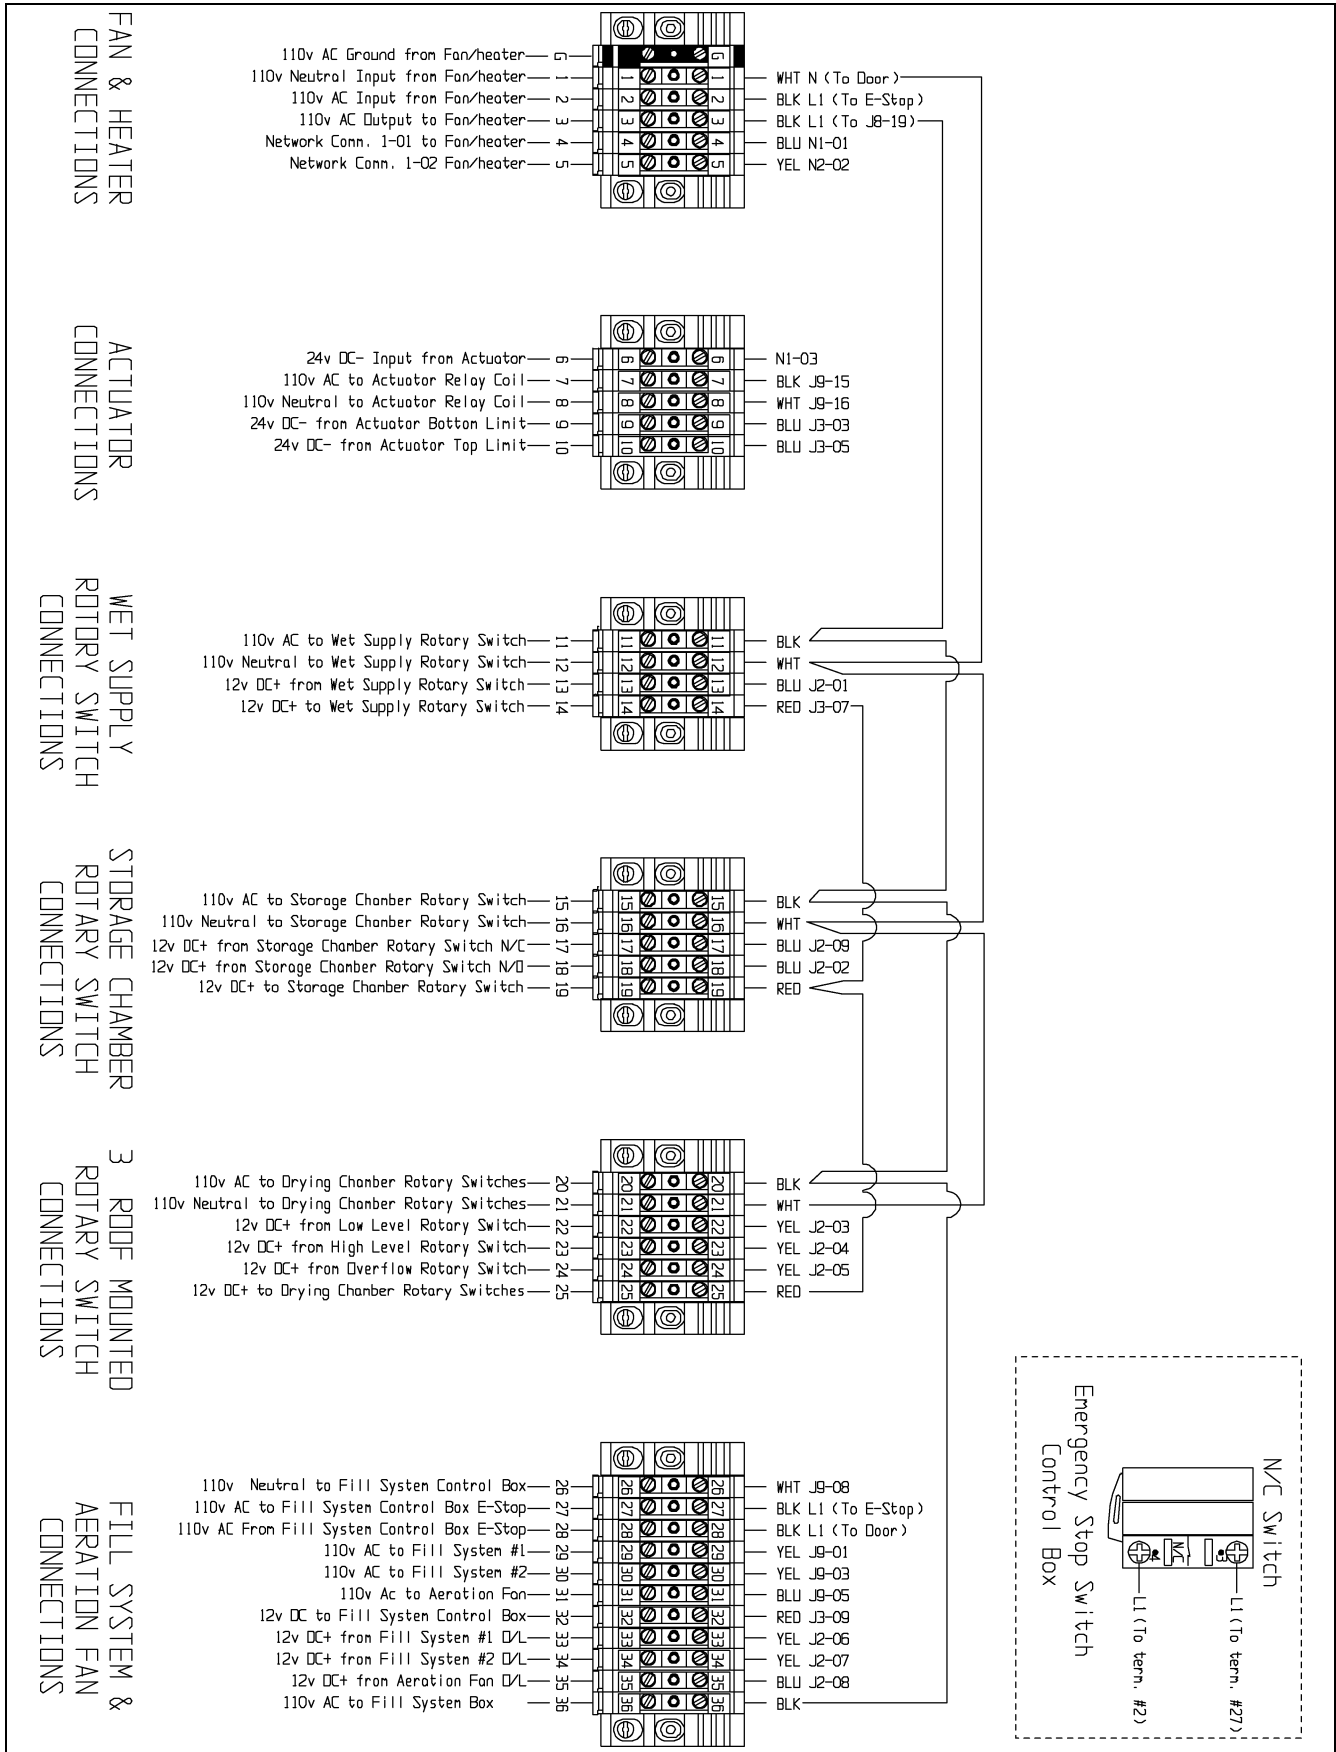 FAN & HEATER
CONNECTIONS
110v AC Ground from Fan/heater G G
110v Neutral Input from Fan/heater 1 1 1 WHT N (To Door)
110v AC Input from Fan/heater 2 2 2 BLK L1 (To E-Stop)
110v AC Output to Fan/heater 3 3 3 BLK L1 (To J8-19)
Network Comm. 1-01 to Fan/heater 4 4 4 BLU N1-01
Network Comm. 1-02 Fan/heater 5 5 5 YEL N2-02
ACTUATOR
CONNECTIONS
24v DC- Input from Actuator 6 6 6 N1-03
110v AC to Actuator Relay Coil 7 7 7 BLK J9-15
110v Neutral to Actuator Relay Coil 8 8 8 WHT J9-16
24v DC- from Actuator Bottom Limit 9 9 9 BLU J3-03
24v DC- from Actuator Top Limit 10 10 10 BLU J3-05
WET SUPPLY
ROTORY SWITCH
CONNECTIONS
110v AC to Wet Supply Rotary Switch 11 11 11 BLK
110v Neutral to Wet Supply Rotary Switch 12 12 12 WHT
12v DC+ from Wet Supply Rotary Switch 13 13 13 BLU J2-01
12v DC+ to Wet Supply Rotary Switch 14 14 14 RED J3-07
STORAGE CHAMBER
ROTARY SWITCH
CONNECTIONS
110v AC to Storage Chamber Rotary Switch 15 15 15 BLK
110v Neutral to Storage Chamber Rotary Switch 16 16 16 WHT
12v DC+ from Storage Chamber Rotary Switch N/C 17 17 17 BLU J2-09
12v DC+ from Storage Chamber Rotary Switch N/O 18 18 18 BLU J2-02
12v DC+ to Storage Chamber Rotary Switch 19 19 19 RED
3 ROOF MOUNTED
ROTARY SWITCH
CONNECTIONS
110v AC to Drying Chamber Rotary Switches 20 20 20 BLK
110v Neutral to Drying Chamber Rotary Switches 21 21 21 WHT
12v DC+ from Low Level Rotary Switch 22 22 22 YEL J2-03
12v DC+ from High Level Rotary Switch 23 23 23 YEL J2-04
12v DC+ from Overflow Rotary Switch 24 24 24 YEL J2-05
12v DC+ to Drying Chamber Rotary Switches 25 25 25 RED
FILL SYSTEM &
AERATION FAN
CONNECTIONS
110v Neutral to Fill System Control Box 26 26 26 WHT J9-08
110v AC to Fill System Control Box E-Stop 27 27 27 BLK L1 (To E-Stop)
110v AC From Fill System Control Box E-Stop 28 28 28 BLK L1 (To Door)
110v AC to Fill System #1 29 29 29 YEL J9-01
110v AC to Fill System #2 30 30 30 YEL J9-03
110v Ac to Aeration Fan 31 31 31 BLU J9-05
12v DC to Fill System Control Box 32 32 32 RED J3-09
12v DC+ from Fill System #1 O/L 33 33 33 YEL J2-06
12v DC+ from Fill System #2 O/L 34 34 34 YEL J2-07
12v DC+ from Aeration Fan O/L 35 35 35 BLU J2-08
110v AC to Fill System Box 36 36 36 BLK
N/C Switch
3 L1 (To term. #27)
N/C
4 L1 (To term. #2)
Emergency Stop Switch
Control Box